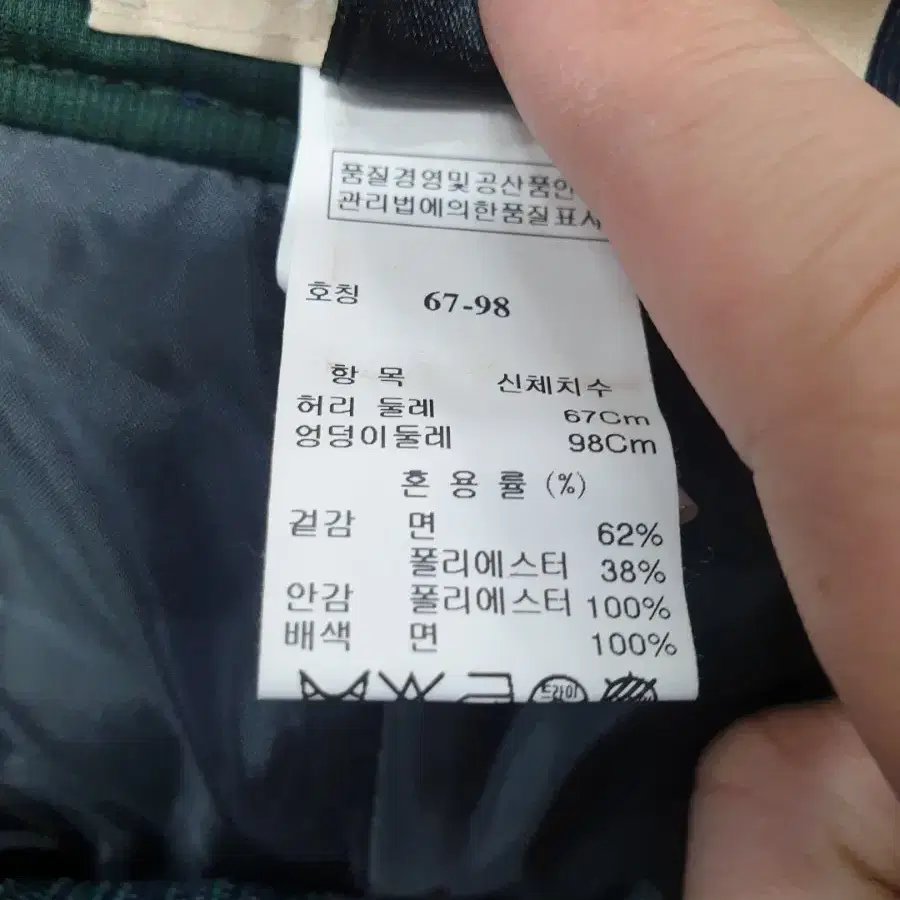 품질경영및공산품안
관리법에의한품질표시
호칭 67-98
항 목 신체치수
허리 둘레 67Cm
엉덩이둘레 98Cm
혼 용 률 (%)
겉감 면 62%
폴리에스터 38%
안감 폴리에스터 100%
배색 면 100%
드라이